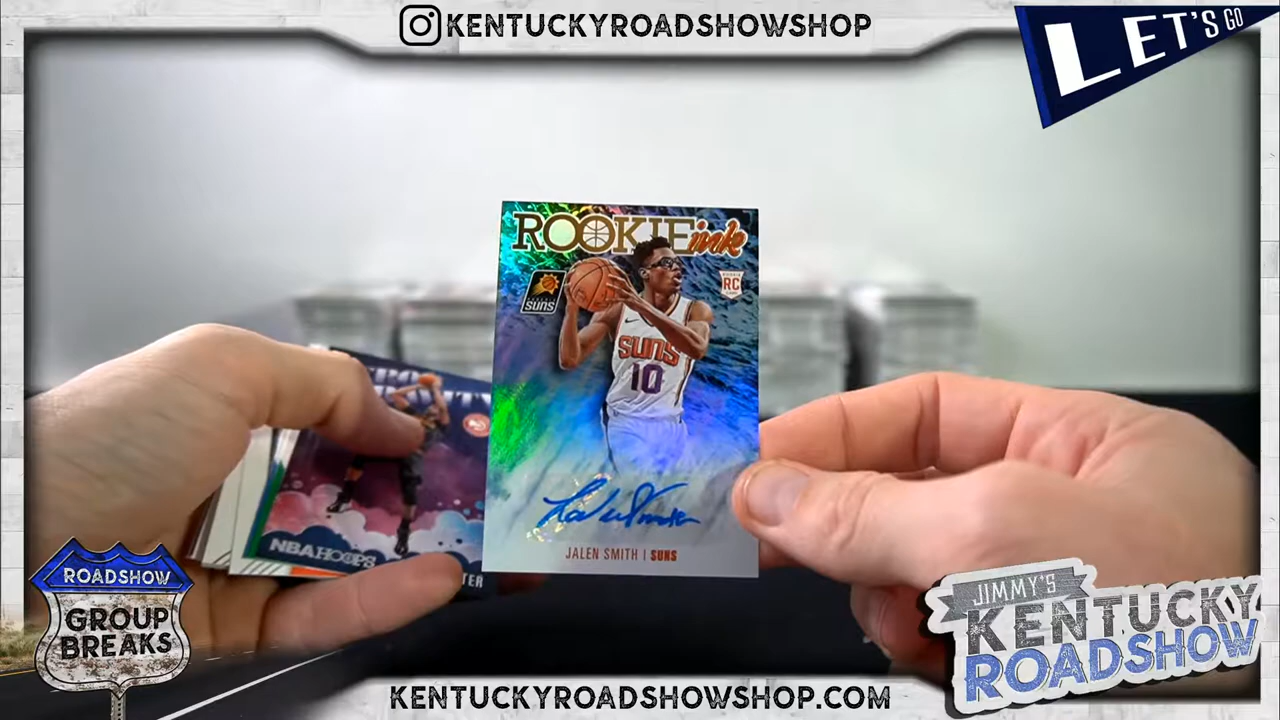 KENTUCKYROADSHOWSHOP
LET'S GO
ROOKIE ink
SUNS
ROOKIE
RC
SUNS
10
NBA HOOPS
TER
JALEN SMITH | SUNS
ROADSHOW
GROUP
BREAKS
JIMMY'S
KENTUCKY
ROADSHOW
KENTUCKYROADSHOWSHOP.COM